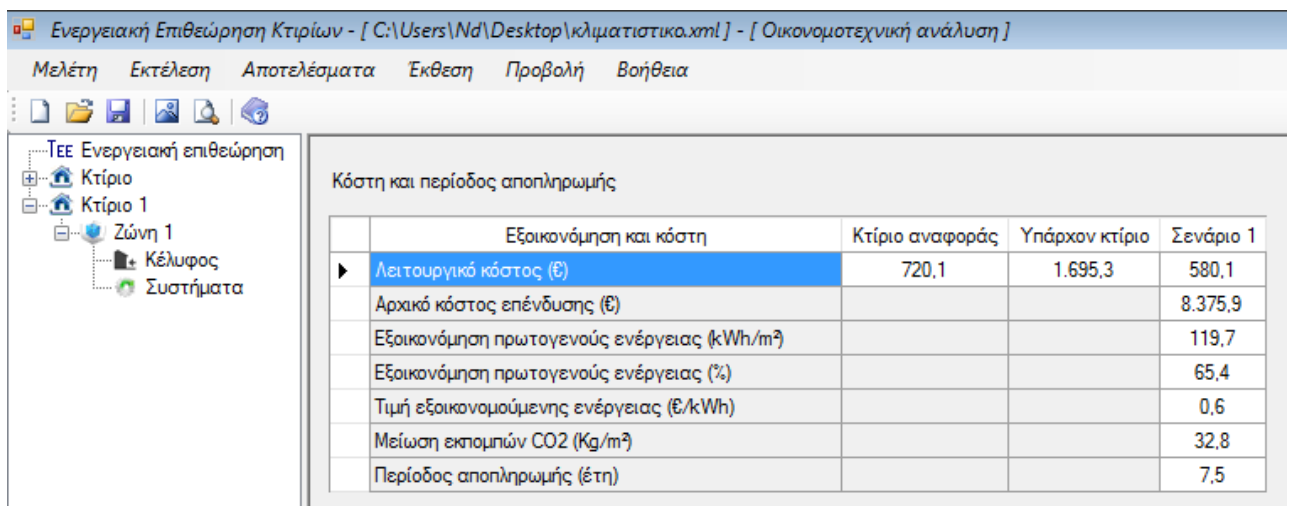 Ενεργειακή Επιθεώρηση Κτιρίων - [ C:\Users\Nd\Desktop\κλιματιστικο.xml ] - [ Οικονομοτεχνική ανάλυση ]
Μελέτη Εκτέλεση Αποτελέσματα Έκθεση Προβολή Βοήθεια
ΤΕΕ Ενεργειακή επιθεώρηση
Κτίριο
Κτίριο 1
Ζώνη 1
Κέλυφος
Συστήματα
Κόστη και περίοδος αποπληρωμής
Εξοικονόμηση και κόστη Κτίριο αναφοράς Υπάρχον κτίριο Σενάριο 1
Λειτουργικό κόστος (€) 720,1 1.695,3 580,1
Αρχικό κόστος επένδυσης (€) 8.375,9
Εξοικονόμηση πρωτογενούς ενέργειας (kWh/m²) 119,7
Εξοικονόμηση πρωτογενούς ενέργειας (%) 65,4
Τιμή εξοικονομούμενης ενέργειας (€/kWh) 0,6
Μείωση εκπομπών CO2 (Kg/m²) 32,8
Περίοδος αποπληρωμής (έτη) 7,5